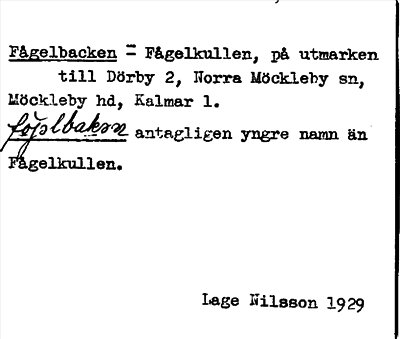 Fågelbacken = Fågelkullen, på utmarken
till Dörby 2, Norra Möckleby sn,
Möckleby hd, Kalmar l.
antagligen yngre namn än
Fågelkullen.
Lage Nilsson 1929